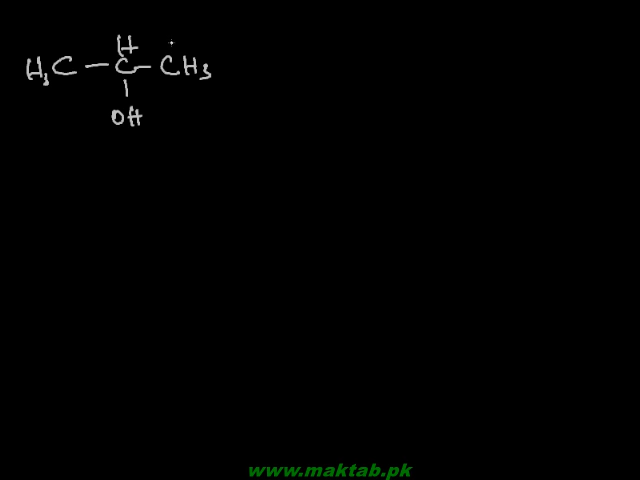 H
H₃C — C — CH₃
|
OH
www.maktab.pk